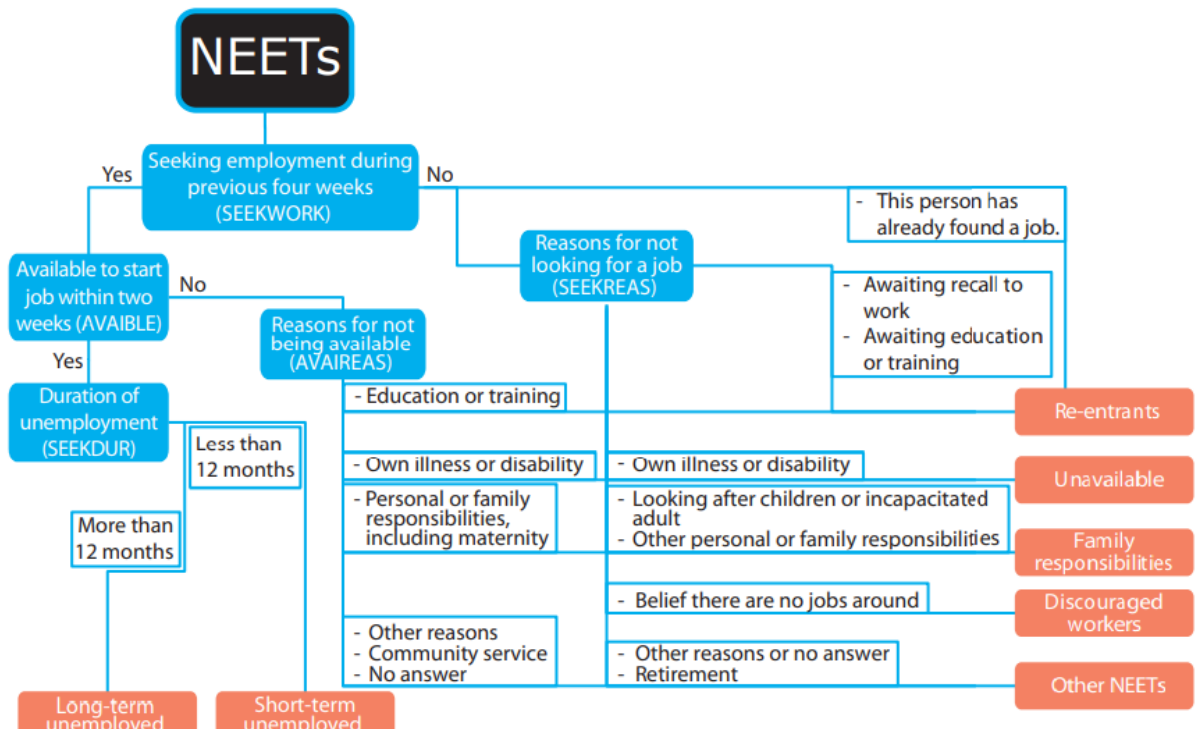 NEETs
Yes
Seeking employment during
previous four weeks
(SEEKWORK)
No
- This person has
already found a job.
Reasons for not
looking for a job
(SEEKREAS)
Available to start
job within two
weeks (AVAIBLE)
No
- Awaiting recall to
work
- Awaiting education
or training
Reasons for not
being available
(AVAIREAS)
Yes
Duration of
unemployment
(SEEKDUR)
- Education or training
Re-entrants
Less than
12 months
- Own illness or disability
- Own illness or disability
Unavailable
- Personal or family
responsibilities,
including maternity
- Looking after children or incapacitated
adult
- Other personal or family responsibilities
Family
responsibilities
More than
12 months
- Belief there are no jobs around
Discouraged
workers
- Other reasons
- Community service
- No answer
- Other reasons or no answer
- Retirement
Other NEETs
Long-term
unemployed
Short-term
unemployed